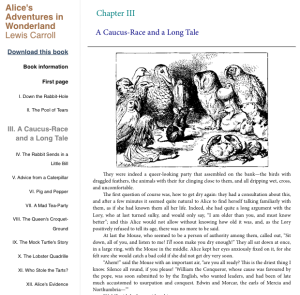 Alice's
Adventures in
Wonderland
Lewis Carroll
Download this book
Book information
First page
I. Down the Rabbit-Hole
II. The Pool of Tears
III. A Caucus-Race
and a Long Tale
IV. The Rabbit Sends in a
Little Bill
V. Advice from a Caterpillar
VI. Pig and Pepper
VII. A Mad Tea-Party
VIII. The Queen's Croquet-
Ground
IX. The Mock Turtle's Story
X. The Lobster Quadrille
XI. Who Stole the Tarts?
XII. Alice's Evidence
Chapter III
A Caucus-Race and a Long Tale
They were indeed a queer-looking party that assembled on the bank—the birds with
draggled feathers, the animals with their fur clinging close to them, and all dripping wet, cross,
and uncomfortable.
The first question of course was, how to get dry again: they had a consultation about this,
and after a few minutes it seemed quite natural to Alice to find herself talking familiarly with
them, as if she had known them all her life. Indeed, she had quite a long argument with the
Lory, who at last turned sulky, and would only say, "I am older than you, and must know
better"; and this Alice would not allow without knowing how old it was, and, as the Lory
positively refused to tell its age, there was no more to be said.
At last the Mouse, who seemed to be a person of authority among them, called out, "Sit
down, all of you, and listen to me! I'll soon make you dry enough!" They all sat down at once,
in a large ring, with the Mouse in the middle. Alice kept her eyes anxiously fixed on it, for she
felt sure she would catch a bad cold if she did not get dry very soon.
"Ahem!" said the Mouse with an important air, "are you all ready? This is the driest thing I
know. Silence all round, if you please! "William the Conqueror, whose cause was favoured by
the pope, was soon submitted to by the English, who wanted leaders, and had been of late
much accustomed to usurpation and conquest. Edwin and Morcar, the earls of Mercia and
Northumbria—"